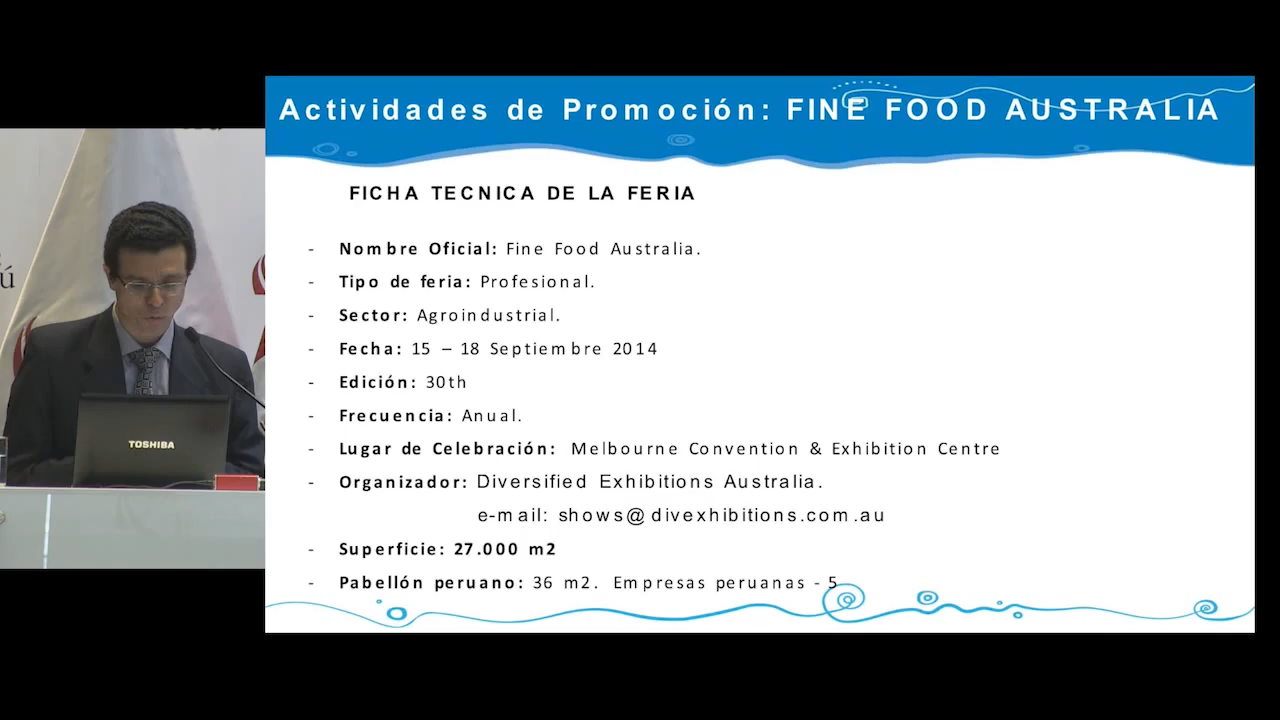 Actividades de Promoción: FINE FOOD AUSTRALIA
FICHA TECNICA DE LA FERIA
- Nombre Oficial: Fine Food Australia.
- Tipo de feria: Profesional.
- Sector: Agroindustrial.
- Fecha: 15 – 18 Septiembre 2014
- Edición: 30th
- Frecuencia: Anual.
- Lugar de Celebración: Melbourne Convention & Exhibition Centre
- Organizador: Diversified Exhibitions Australia.
e-mail: shows@divexhibitions.com.au
- Superficie: 27.000 m2
- Pabellón peruano: 36 m2. Empresas peruanas - 5
TOSHIBA